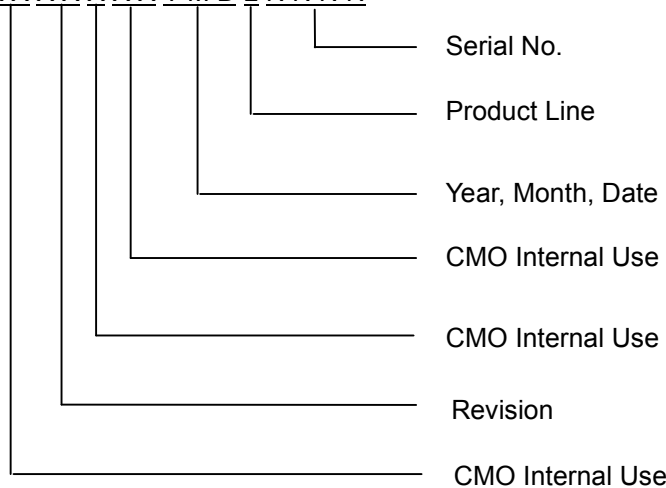 Serial No.
Product Line
Year, Month, Date
CMO Internal Use
CMO Internal Use
Revision
CMO Internal Use